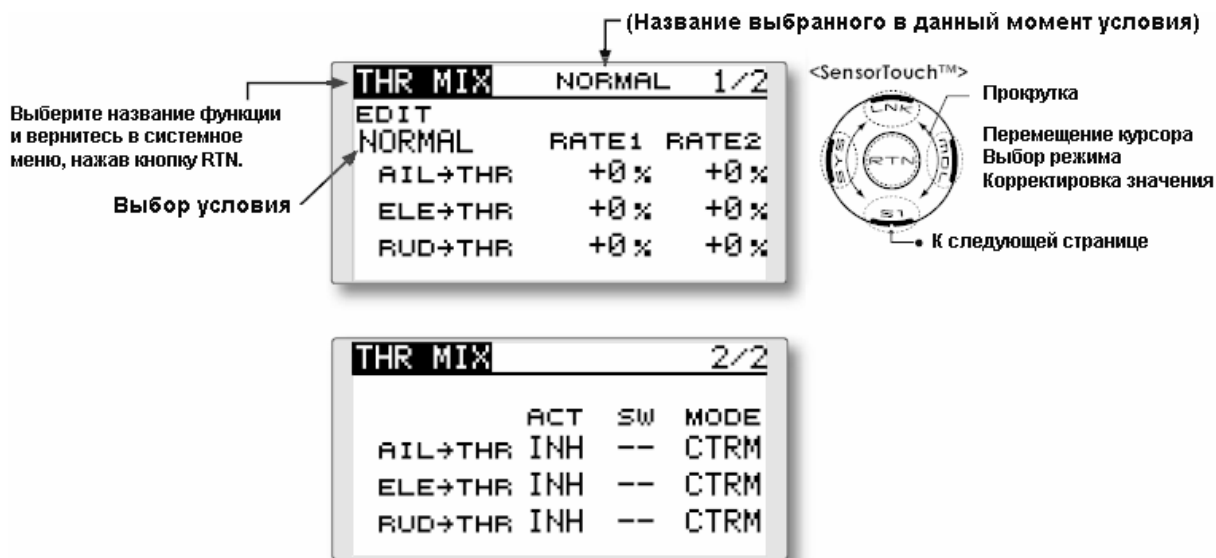 (Название выбранного в данный момент условия)
THR MIX NORMAL 1/2
EDIT
NORMAL RATE1 RATE2
AIL→THR +0% +0%
ELE→THR +0% +0%
RUD→THR +0% +0%
Выберите название функции
и вернитесь в системное
меню, нажав кнопку RTN.
Выбор условия
<SensorTouch™>
LNK
SYS
RTN
MDL
S1
Прокрутка
Перемещение курсора
Выбор режима
Корректировка значения
• К следующей странице
THR MIX 2/2
ACT SW MODE
AIL→THR INH -- CTRM
ELE→THR INH -- CTRM
RUD→THR INH -- CTRM